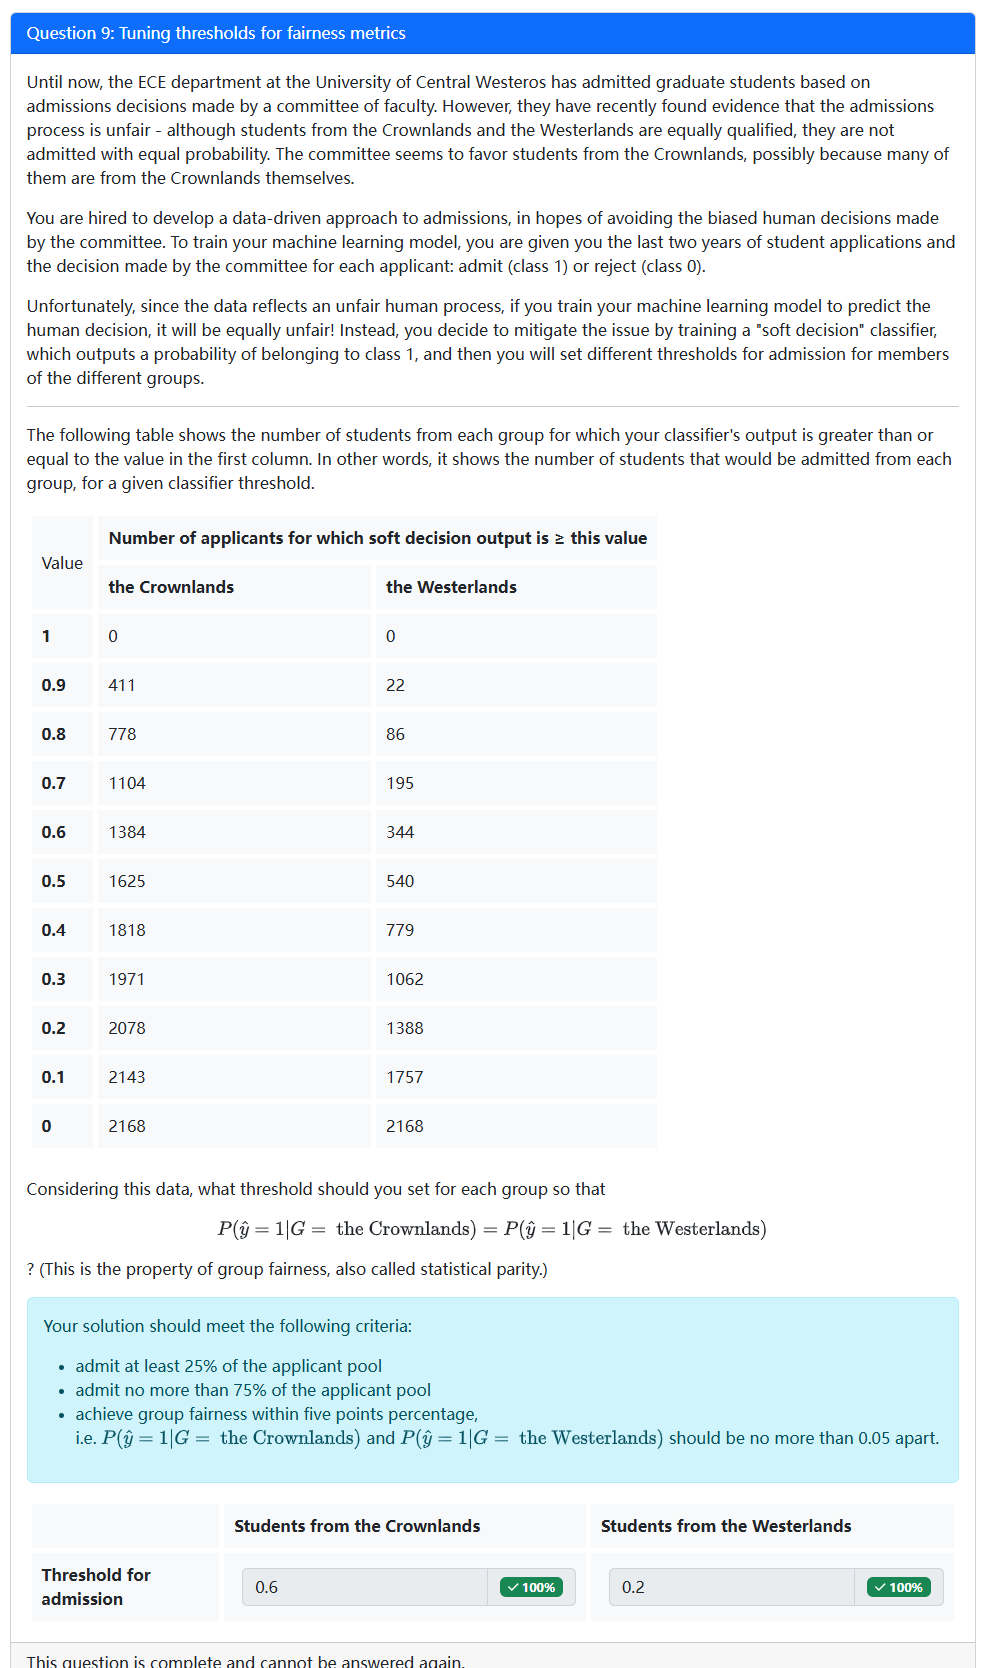 Question 9: Tuning thresholds for fairness metrics
Until now, the ECE department at the University of Central Westeros has admitted graduate students based on
admissions decisions made by a committee of faculty. However, they have recently found evidence that the admissions
process is unfair - although students from the Crownlands and the Westerlands are equally qualified, they are not
admitted with equal probability. The committee seems to favor students from the Crownlands, possibly because many of
them are from the Crownlands themselves.
You are hired to develop a data-driven approach to admissions, in hopes of avoiding the biased human decisions made
by the committee. To train your machine learning model, you are given you the last two years of student applications and
the decision made by the committee for each applicant: admit (class 1) or reject (class 0).
Unfortunately, since the data reflects an unfair human process, if you train your machine learning model to predict the
human decision, it will be equally unfair! Instead, you decide to mitigate the issue by training a "soft decision" classifier,
which outputs a probability of belonging to class 1, and then you will set different thresholds for admission for members
of the different groups.
The following table shows the number of students from each group for which your classifier's output is greater than or
equal to the value in the first column. In other words, it shows the number of students that would be admitted from each
group, for a given classifier threshold.
Value
Number of applicants for which soft decision output is ≥ this value
the Crownlands the Westerlands
1 0 0
0.9 411 22
0.8 778 86
0.7 1104 195
0.6 1384 344
0.5 1625 540
0.4 1818 779
0.3 1971 1062
0.2 2078 1388
0.1 2143 1757
0 2168 2168
Considering this data, what threshold should you set for each group so that
P(ŷ = 1|G = the Crownlands) = P(ŷ = 1|G = the Westerlands)
? (This is the property of group fairness, also called statistical parity.)
Your solution should meet the following criteria:
• admit at least 25% of the applicant pool
• admit no more than 75% of the applicant pool
• achieve group fairness within five points percentage,
i.e. P(ŷ = 1|G = the Crownlands) and P(ŷ = 1|G = the Westerlands) should be no more than 0.05 apart.
Students from the Crownlands Students from the Westerlands
Threshold for
admission
0.6 ✓ 100% 0.2 ✓ 100%
This question is complete and cannot be answered again.